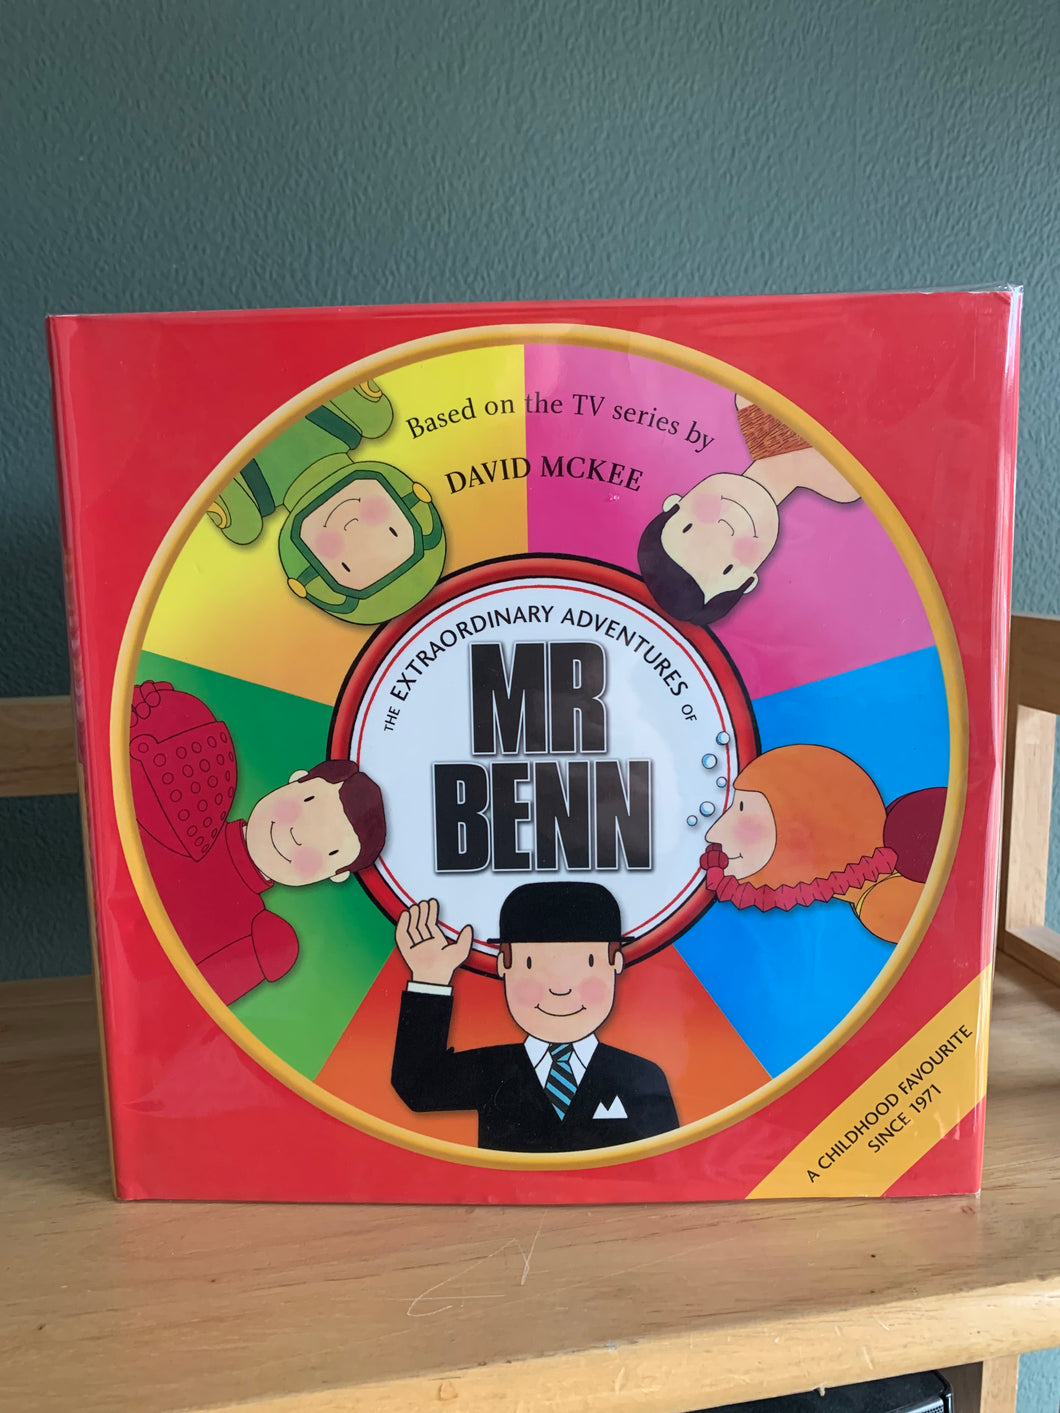 Based on the TV series by
DAVID MCKEE
THE EXTRAORDINARY ADVENTURES OF
MR
BENN
A CHILDHOOD FAVOURITE
SINCE 1971